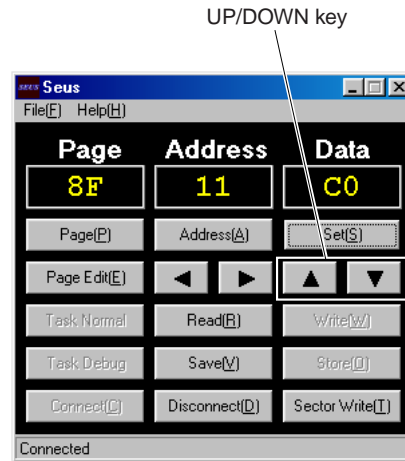 UP/DOWN key
SEUS Seus
File(F) Help(H)
Page Address Data
8F 11 C0
Page(P) Address(A) Set(S)
Page Edit(E) ◀ ▶ ▲ ▼
Task Normal Read(R) Write(W)
Task Debug Save(V) Store(O)
Connect(C) Disconnect(D) Sector Write(T)
Connected